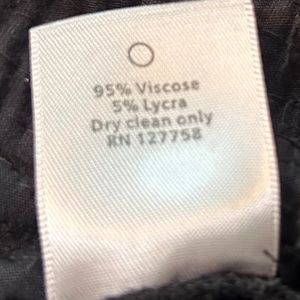 95% Viscose
5% Lycra
Dry clean only
RN 127758